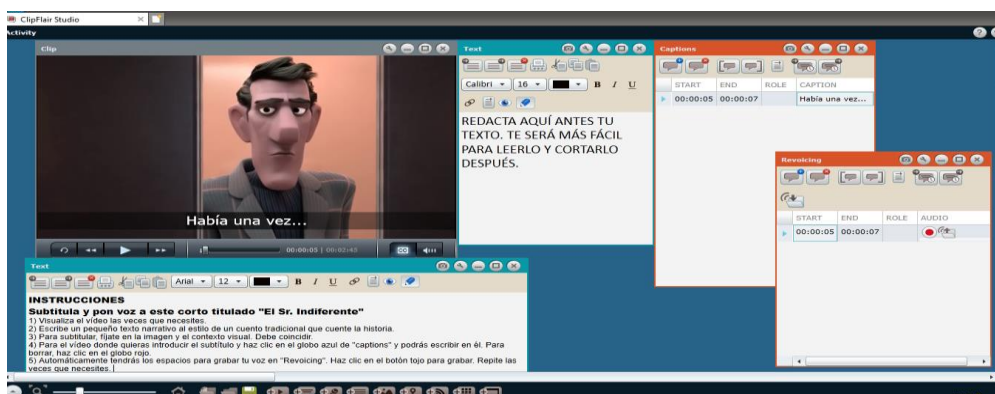 ClipFlair Studio
Activity
Clip
Había una vez...
00:00:05 | 00:02:45
Text
Calibri 16 B I U
REDACTA AQUÍ ANTES TU
TEXTO. TE SERÁ MÁS FÁCIL
PARA LEERLO Y CORTARLO
DESPUÉS.
Captions
START END ROLE CAPTION
00:00:05 00:00:07 Había una vez...
Revoicing
START END ROLE AUDIO
00:00:05 00:00:07
Text
Arial 12 B I U
INSTRUCCIONES
Subtitula y pon voz a este corto titulado "El Sr. Indiferente"
1) Visualiza el vídeo las veces que necesites.
2) Escribe un pequeño texto narrativo al estilo de un cuento tradicional que cuente la historia.
3) Para subtitular, fíjate en la imagen y el contexto visual. Debe coincidir.
4) Para el vídeo donde quieras introducir el subtítulo y haz clic en el globo azul de "captions" y podrás escribir en él. Para
borrar, haz clic en el globo rojo.
5) Automáticamente tendrás los espacios para grabar tu voz en "Revoicing". Haz clic en el botón tojo para grabar. Repite las
veces que necesites.